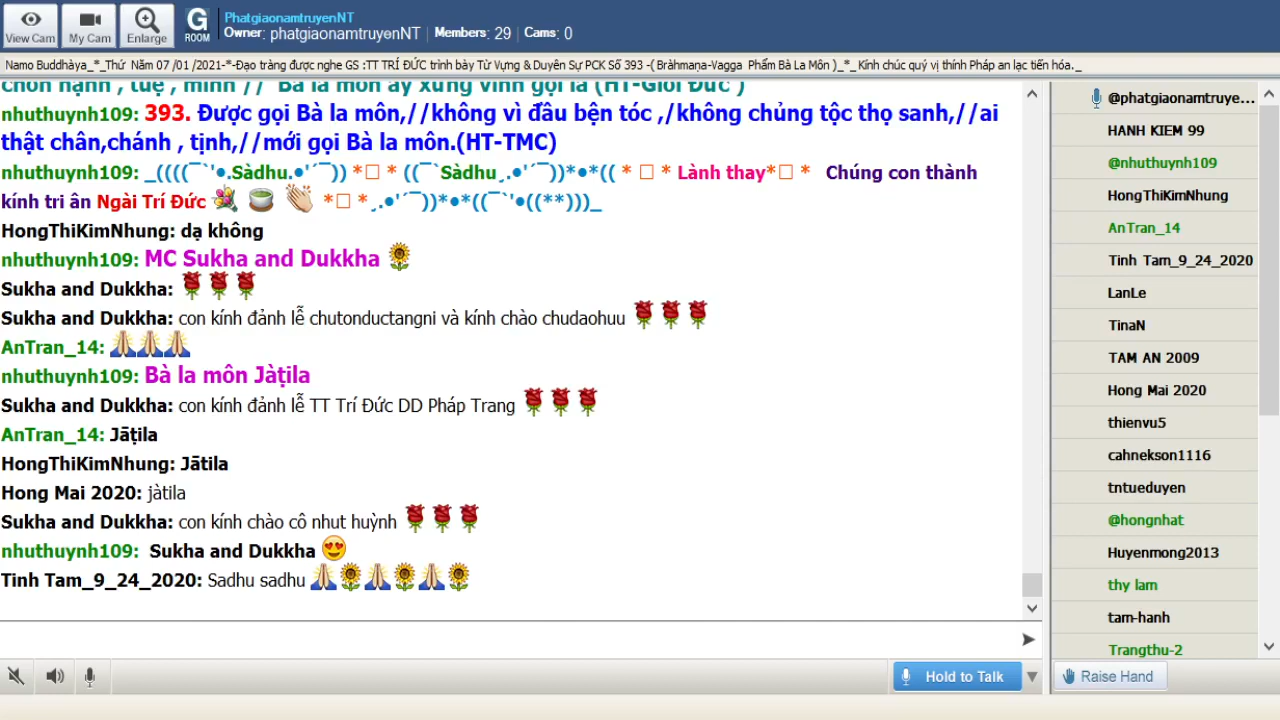 View Cam
My Cam
Enlarge
G
ROOM
PhatgiaonamtruyenNT
Owner: phatgiaonamtruyenNT | Members: 29 | Cams: 0
Namo Buddhàya_*_Thứ Năm 07 /01 /2021-*-Đạo tràng được nghe GS :TT TRÍ ĐỨC trình bày Từ Vựng & Duyên Sự PCK Số 393 -( Bràhmaṇa-Vagga Phẩm Bà La Môn )_*_ Kính chúc quý vị thính Pháp an lạc tiến hóa._
nhuthuynh109: 393. Được gọi Bà la môn,//không vì đầu bện tóc ,/không chủng tộc thọ sanh,//ai
thật chân,chánh , tịnh,//mới gọi Bà la môn.(HT-TMC)
nhuthuynh109: _((((¯`'•.Sàdhu.•'´¯)) *□ * ((¯`Sàdhu¸.•'´¯))*•*(( * □ * Lành thay*□ * Chúng con thành
kính tri ân Ngài Trí Đức 💐 🍵 👏 *□ *¸.•'´¯))*•*((¯`'•((**)))_
HongThiKimNhung: dạ không
nhuthuynh109: MC Sukha and Dukkha 🌻
Sukha and Dukkha: 🌹🌹🌹
Sukha and Dukkha: con kính đảnh lễ chutonductangni và kính chào chudaohuu 🌹🌹🌹
AnTran_14: 🙏🙏🙏
nhuthuynh109: Bà la môn Jàṭila
Sukha and Dukkha: con kính đảnh lễ TT Trí Đức DD Pháp Trang 🌹🌹🌹
AnTran_14: Jāṭila
HongThiKimNhung: Jātila
Hong Mai 2020: jàtila
Sukha and Dukkha: con kính chào cô nhut huỳnh 🌹🌹🌹
nhuthuynh109: Sukha and Dukkha 😍
Tinh Tam_9_24_2020: Sadhu sadhu 🙏🌻🙏🌻🙏🌻
@phatgiaonamtruye...
HANH KIEM 99
@nhuthuynh109
HongThiKimNhung
AnTran_14
Tinh Tam_9_24_2020
LanLe
TinaN
TAM AN 2009
Hong Mai 2020
thienvu5
cahnekson1116
tntueduyen
@hongnhat
Huyenmong2013
thy lam
tam-hanh
Trangthu-2
Hold to Talk
Raise Hand